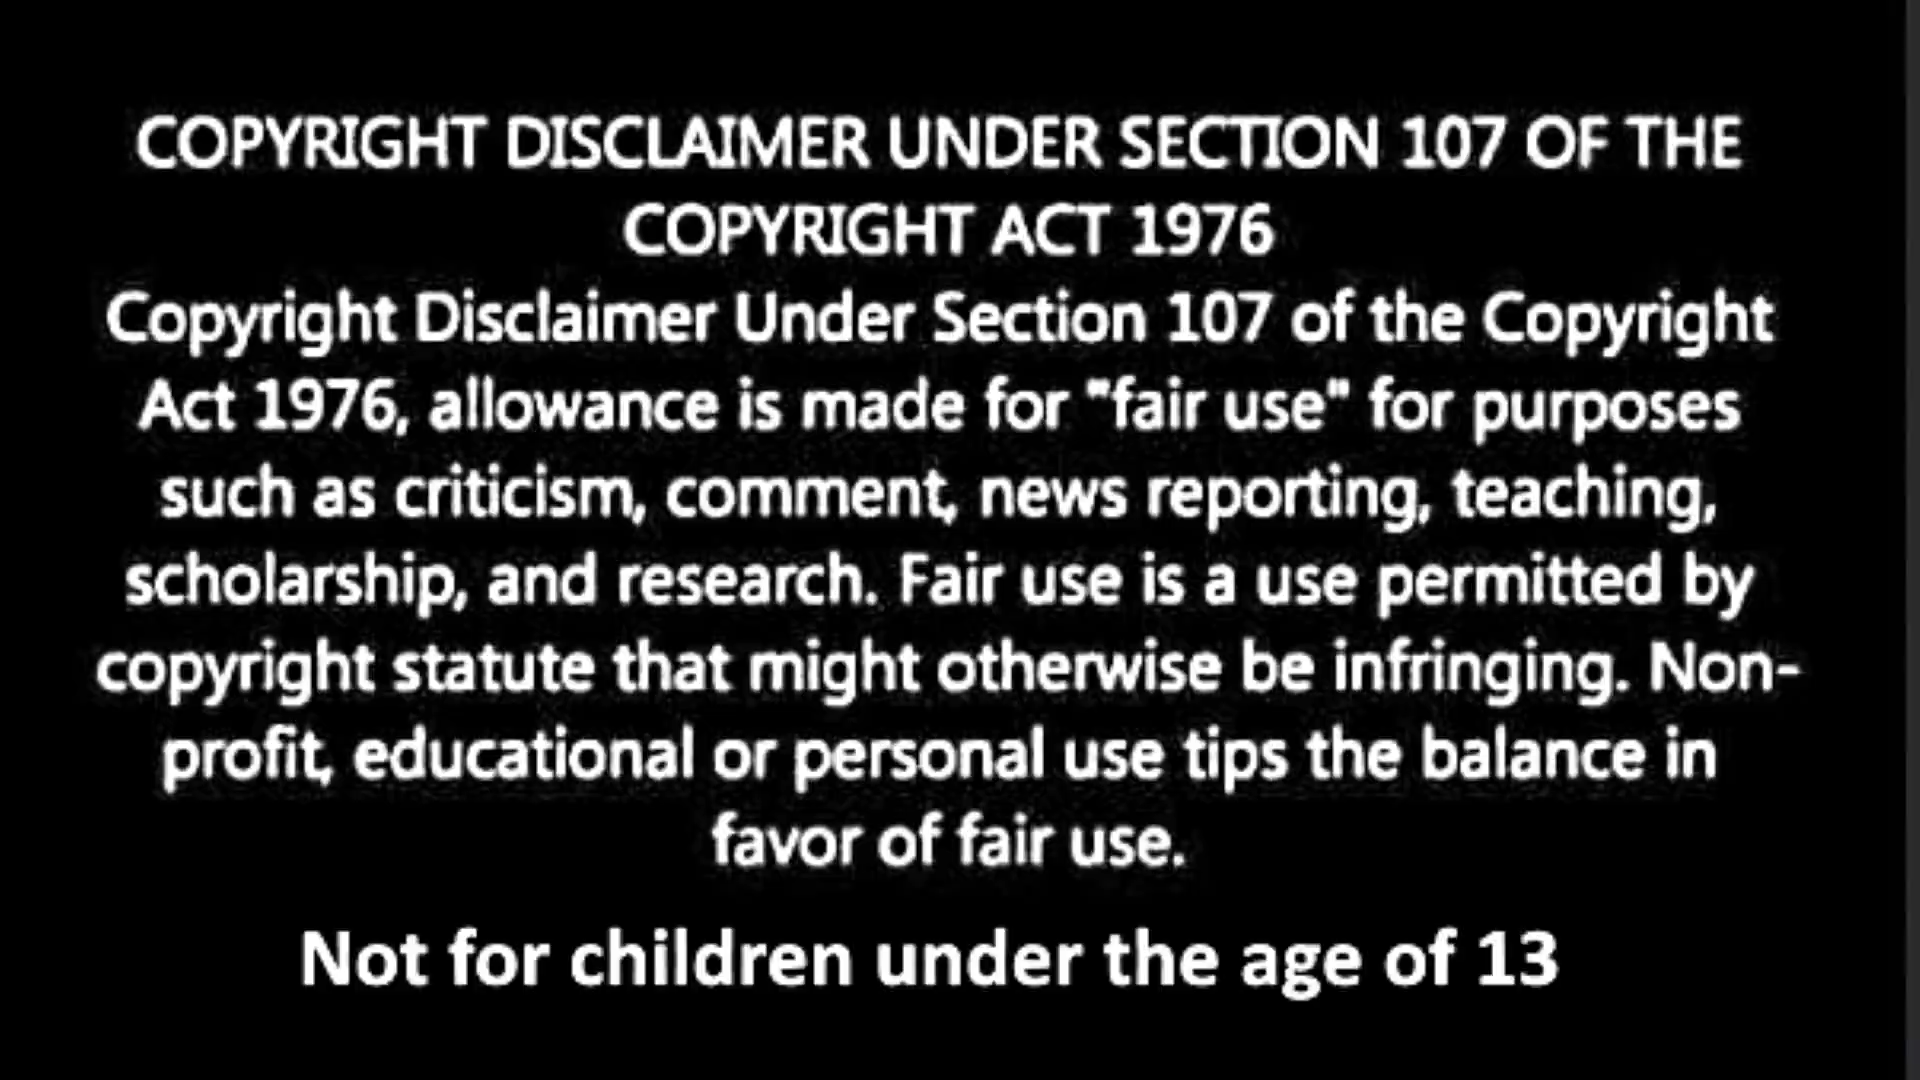 COPYRIGHT DISCLAIMER UNDER SECTION 107 OF THE
COPYRIGHT ACT 1976
Copyright Disclaimer Under Section 107 of the Copyright
Act 1976, allowance is made for "fair use" for purposes
such as criticism, comment, news reporting, teaching,
scholarship, and research. Fair use is a use permitted by
copyright statute that might otherwise be infringing. Non-
profit, educational or personal use tips the balance in
favor of fair use.
Not for children under the age of 13